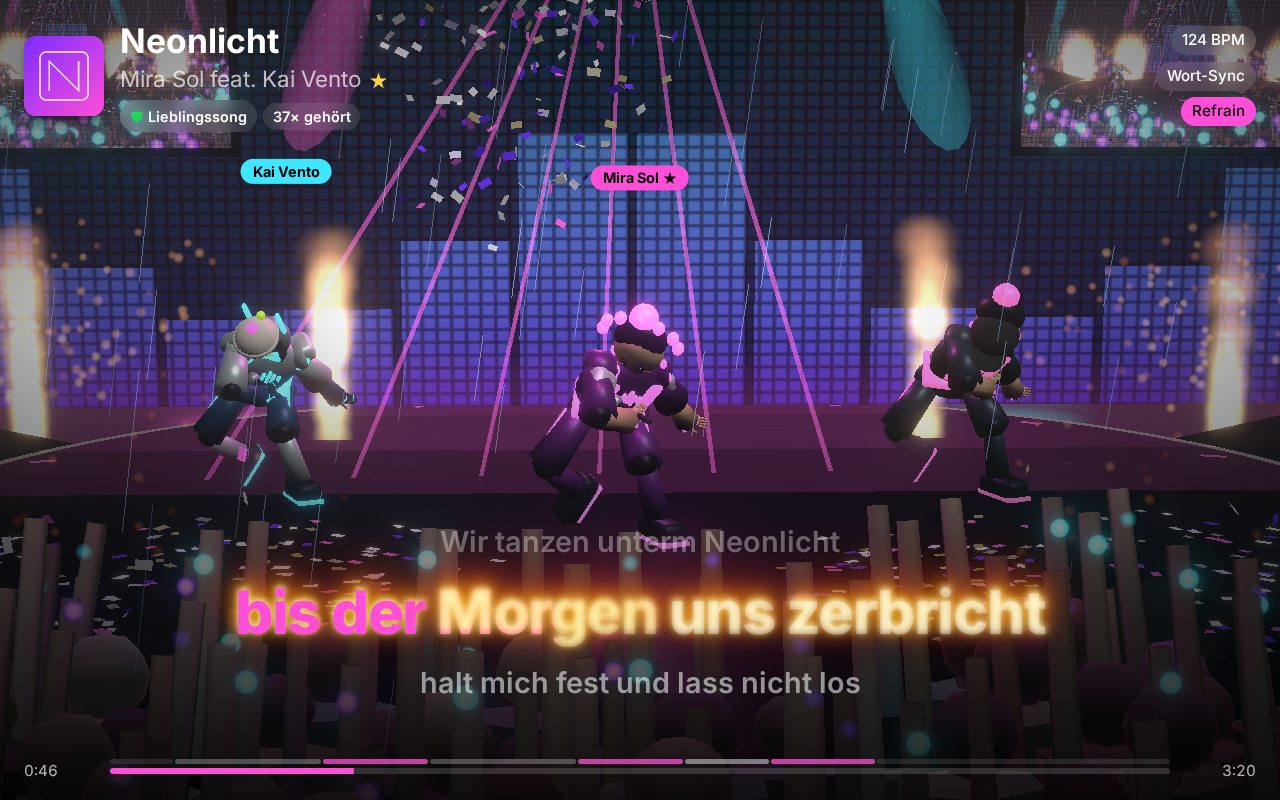 Neonlicht
Mira Sol feat. Kai Vento ★
Lieblingssong
37× gehört
124 BPM
Wort-Sync
Refrain
N
Kai Vento
Mira Sol ★
Wir tanzen unterm Neonlicht
bis der Morgen uns zerbricht
halt mich fest und lass nicht los
0:46
3:20